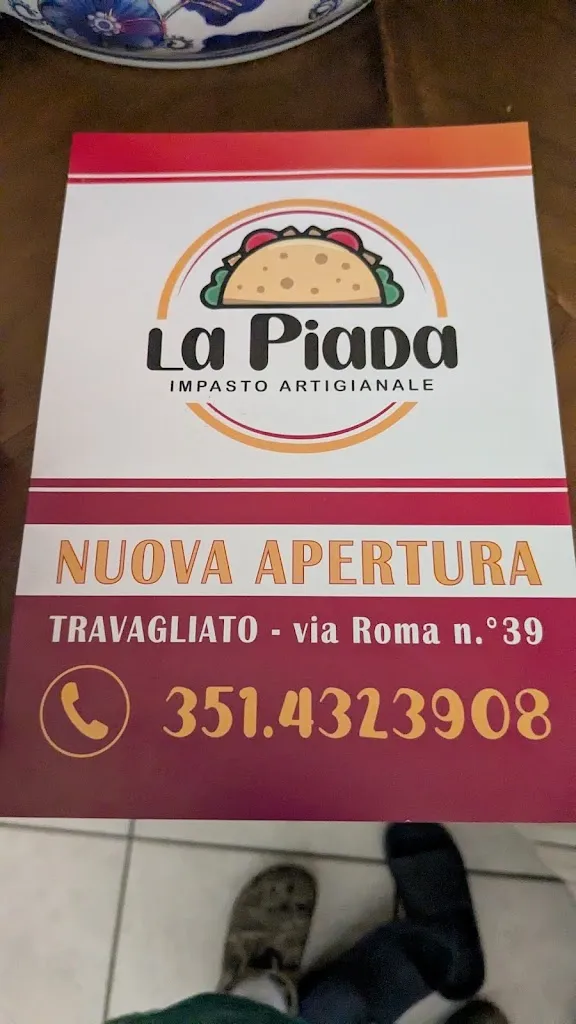 La Piada
IMPASTO ARTIGIANALE
NUOVA APERTURA
TRAVAGLIATO - via Roma n.°39
351.4323908